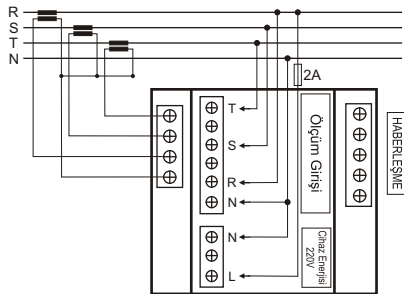 R
S
T
N
2A
T
S
R
N
N
L
Ölçüm Girişi
Cihaz Enerjisi
220V
HABERLEŞME